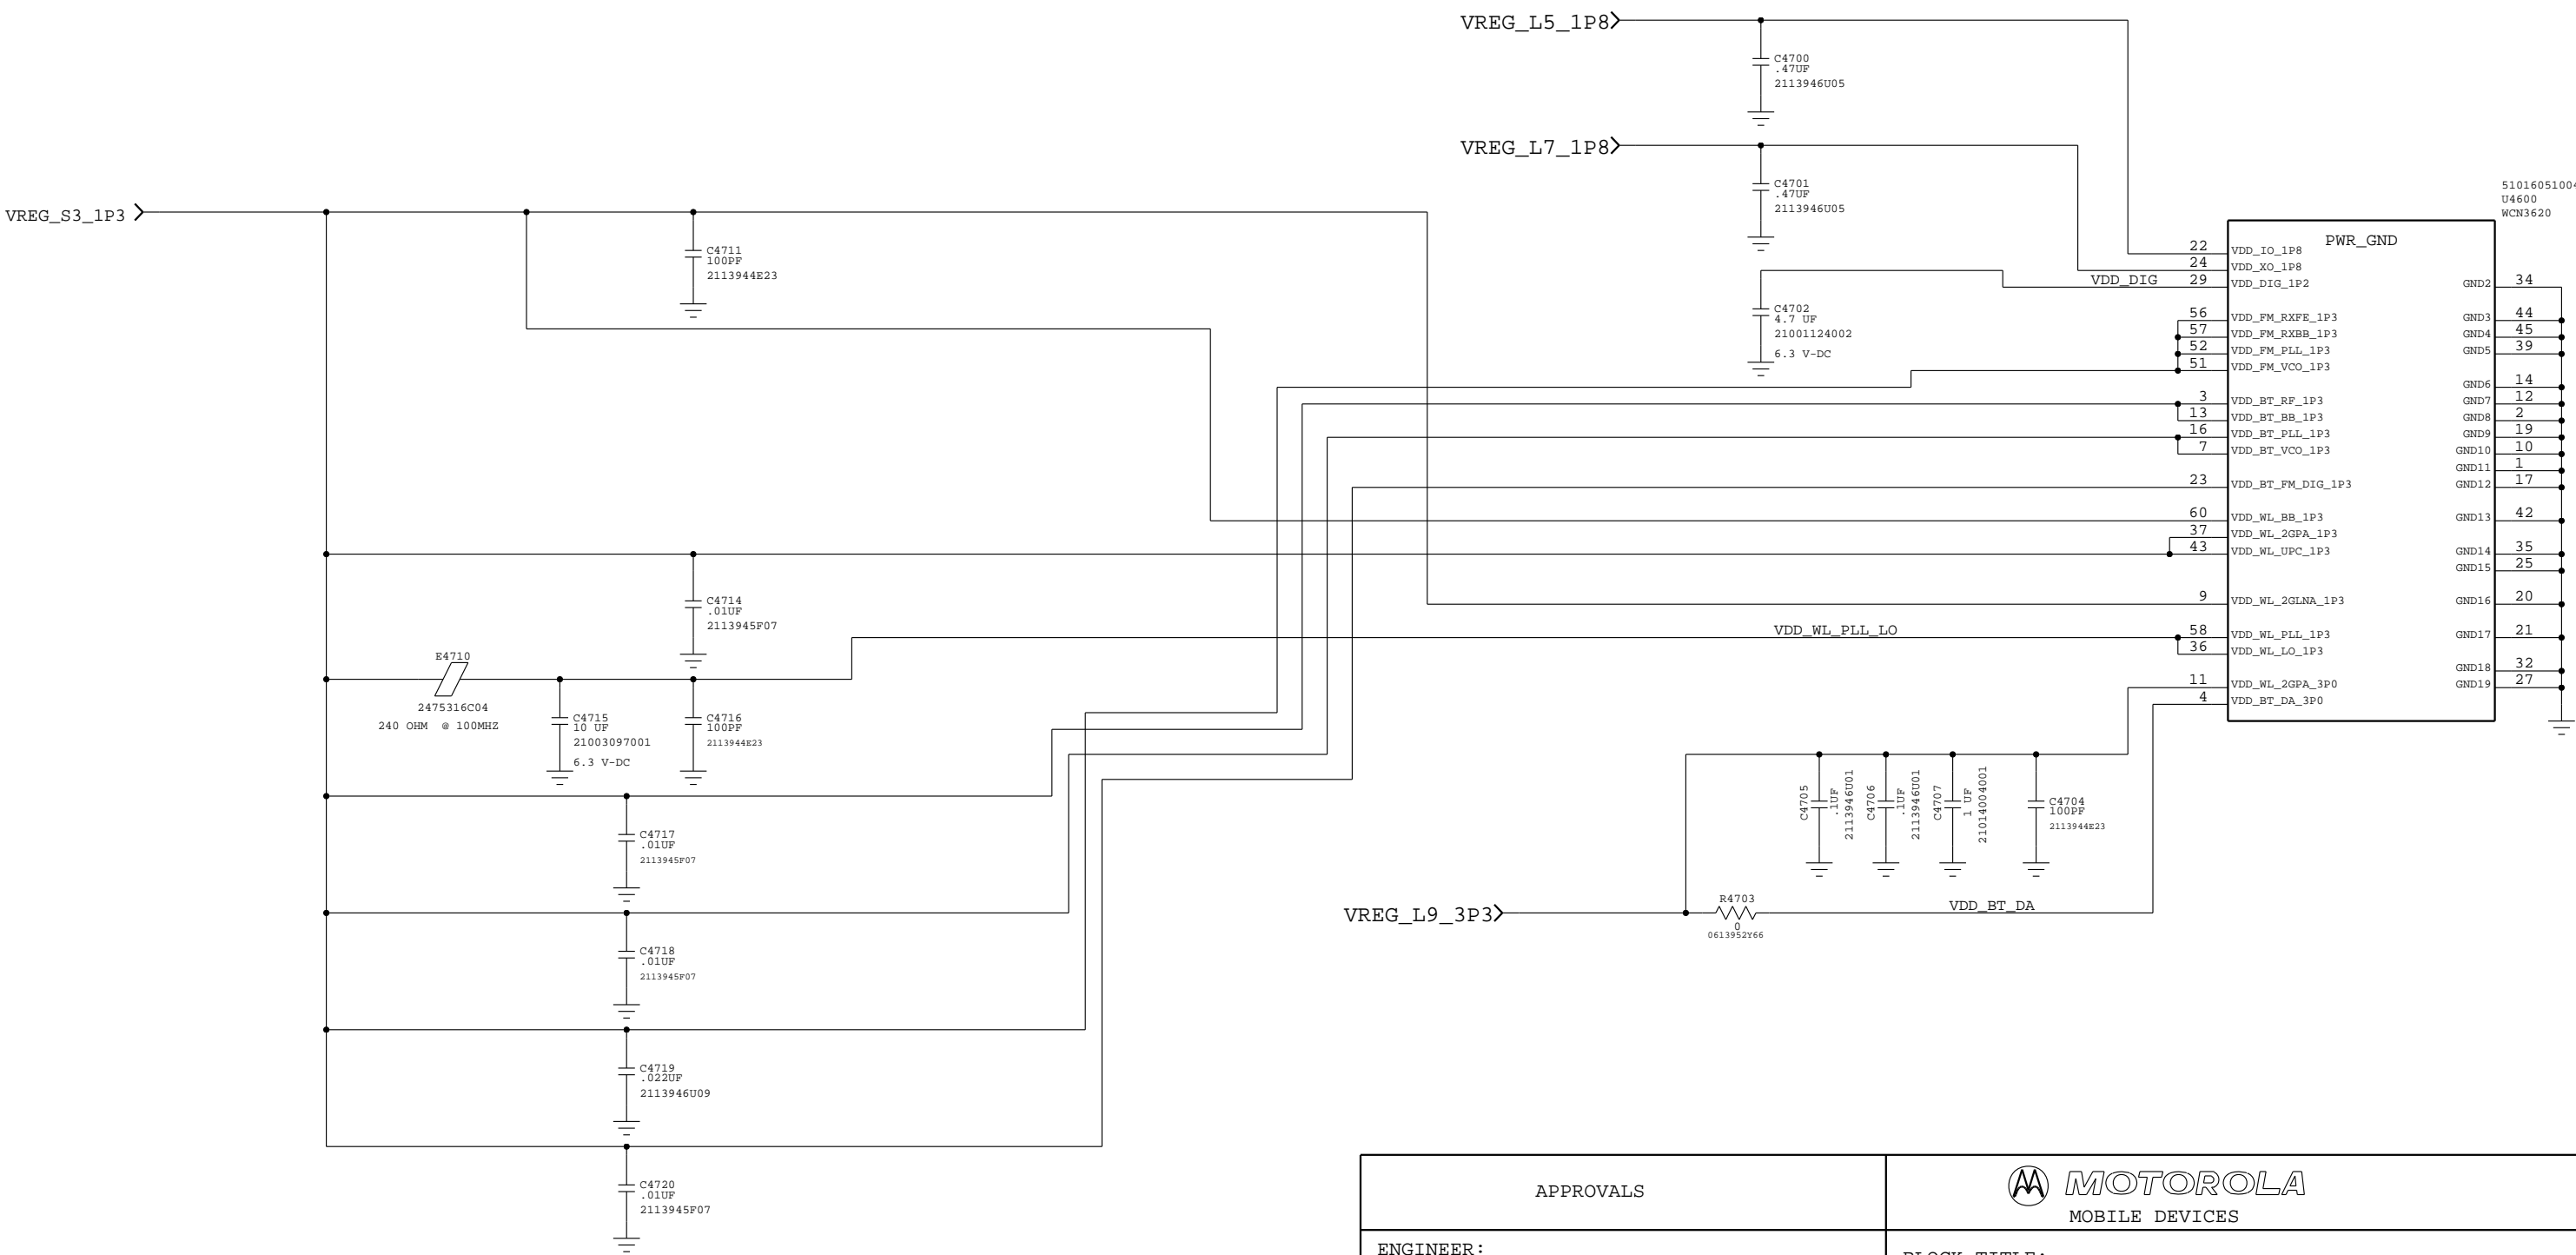 VREG_L5_1P8
C4700
.47UF
2113946U05
VREG_L7_1P8
C4701
.47UF
2113946U05
VREG_S3_1P3
C4711
100PF
2113944E23
C4702
4.7 UF
21001124002
6.3 V-DC
VDD_DIG
51016051004
U4600
WCN3620
PWR_GND
22 VDD_IO_1P8
24 VDD_XO_1P8
29 VDD_DIG_1P2
56 VDD_FM_RXFE_1P3
57 VDD_FM_RXBB_1P3
52 VDD_FM_PLL_1P3
51 VDD_FM_VCO_1P3
3 VDD_BT_RF_1P3
13 VDD_BT_BB_1P3
16 VDD_BT_PLL_1P3
7 VDD_BT_VCO_1P3
23 VDD_BT_FM_DIG_1P3
60 VDD_WL_BB_1P3
37 VDD_WL_2GPA_1P3
43 VDD_WL_UPC_1P3
9 VDD_WL_2GLNA_1P3
58 VDD_WL_PLL_1P3
36 VDD_WL_LO_1P3
11 VDD_WL_2GPA_3P0
4 VDD_BT_DA_3P0
GND2 34
GND3 44
GND4 45
GND5 39
GND6 14
GND7 12
GND8 2
GND9 19
GND10 10
GND11 1
GND12 17
GND13 42
GND14 35
GND15 25
GND16 20
GND17 21
GND18 32
GND19 27
C4714
.01UF
2113945F07
VDD_WL_PLL_LO
E4710
2475316C04
240 OHM @ 100MHZ
C4715
10 UF
21003097001
6.3 V-DC
C4716
100PF
2113944E23
C4717
.01UF
2113945F07
C4705
.1UF
2113946U01
C4706
.1UF
2113946U01
C4707
1 UF
21014004001
C4704
100PF
2113944E23
VREG_L9_3P3
R4703
0
0613952Y66
VDD_BT_DA
C4718
.01UF
2113945F07
C4719
.022UF
2113946U09
C4720
.01UF
2113945F07
APPROVALS
MOTOROLA
MOBILE DEVICES
ENGINEER:
BLOCK TITLE: